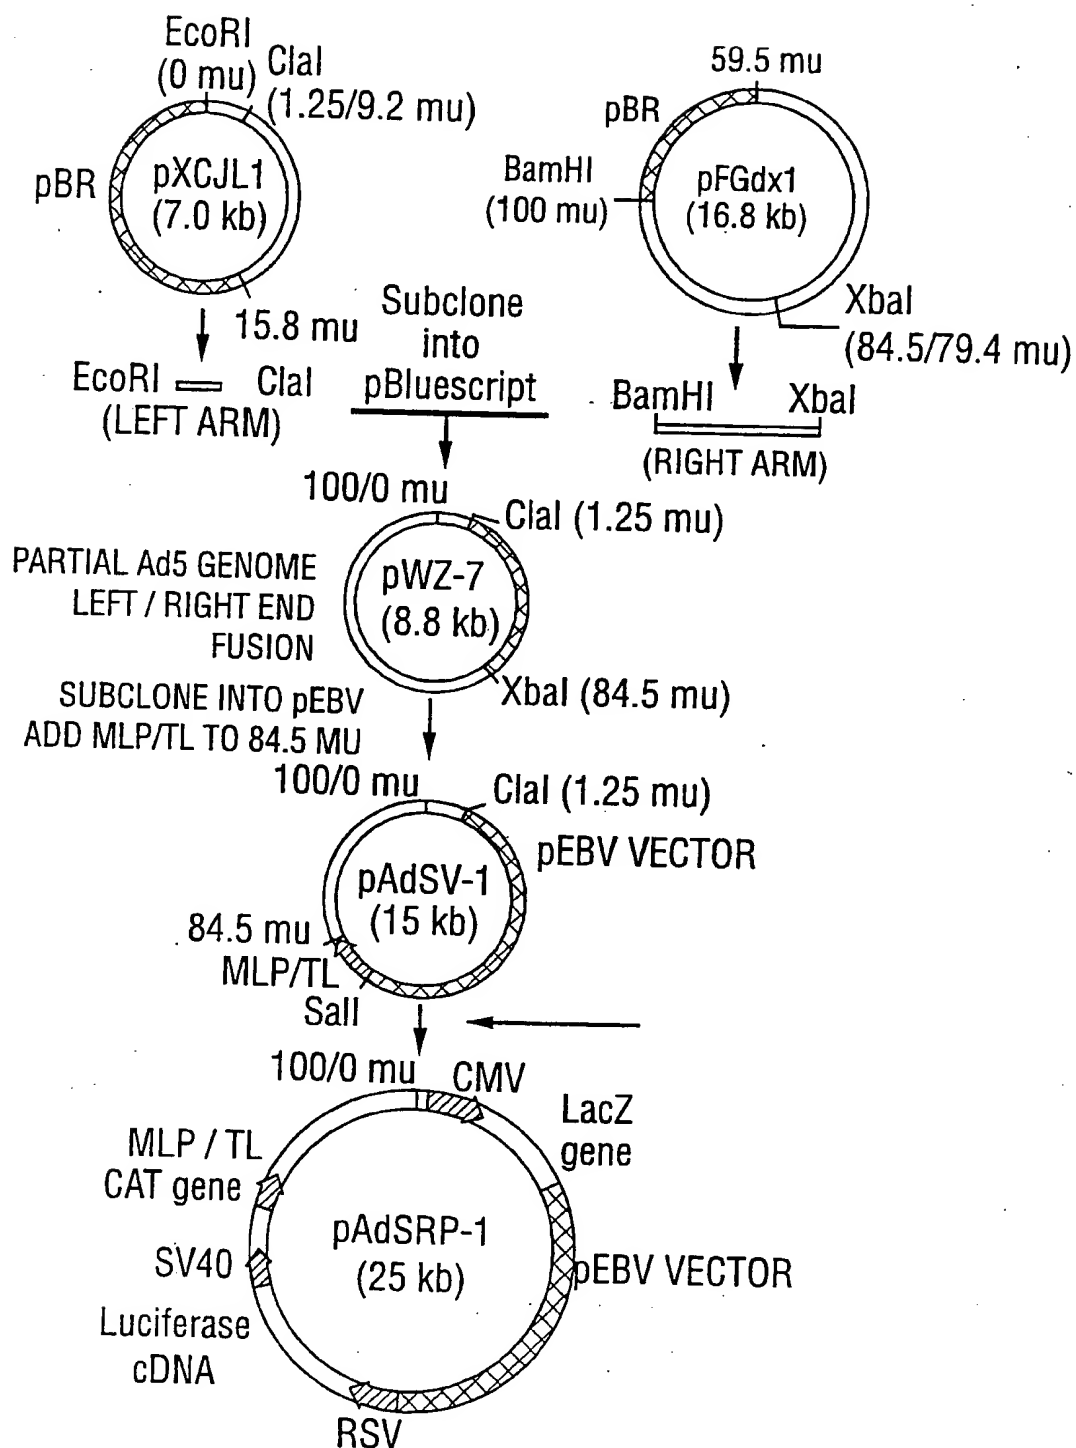 EcoRI
(0 mu)
ClaI
(1.25/9.2 mu)
pBR
pXCJL1
(7.0 kb)
15.8 mu
EcoRI
ClaI
(LEFT ARM)
59.5 mu
pBR
BamHI
(100 mu)
pFGdx1
(16.8 kb)
XbaI
(84.5/79.4 mu)
BamHI
XbaI
(RIGHT ARM)
Subclone
into
pBluescript
100/0 mu
ClaI (1.25 mu)
PARTIAL Ad5 GENOME
LEFT / RIGHT END
FUSION
pWZ-7
(8.8 kb)
XbaI (84.5 mu)
SUBCLONE INTO pEBV
ADD MLP/TL TO 84.5 MU
100/0 mu
ClaI (1.25 mu)
pEBV VECTOR
pAdSV-1
(15 kb)
84.5 mu
MLP/TL
SalI
100/0 mu
CMV
LacZ
gene
MLP / TL
CAT gene
pAdSRP-1
(25 kb)
SV40
pEBV VECTOR
Luciferase
cDNA
RSV